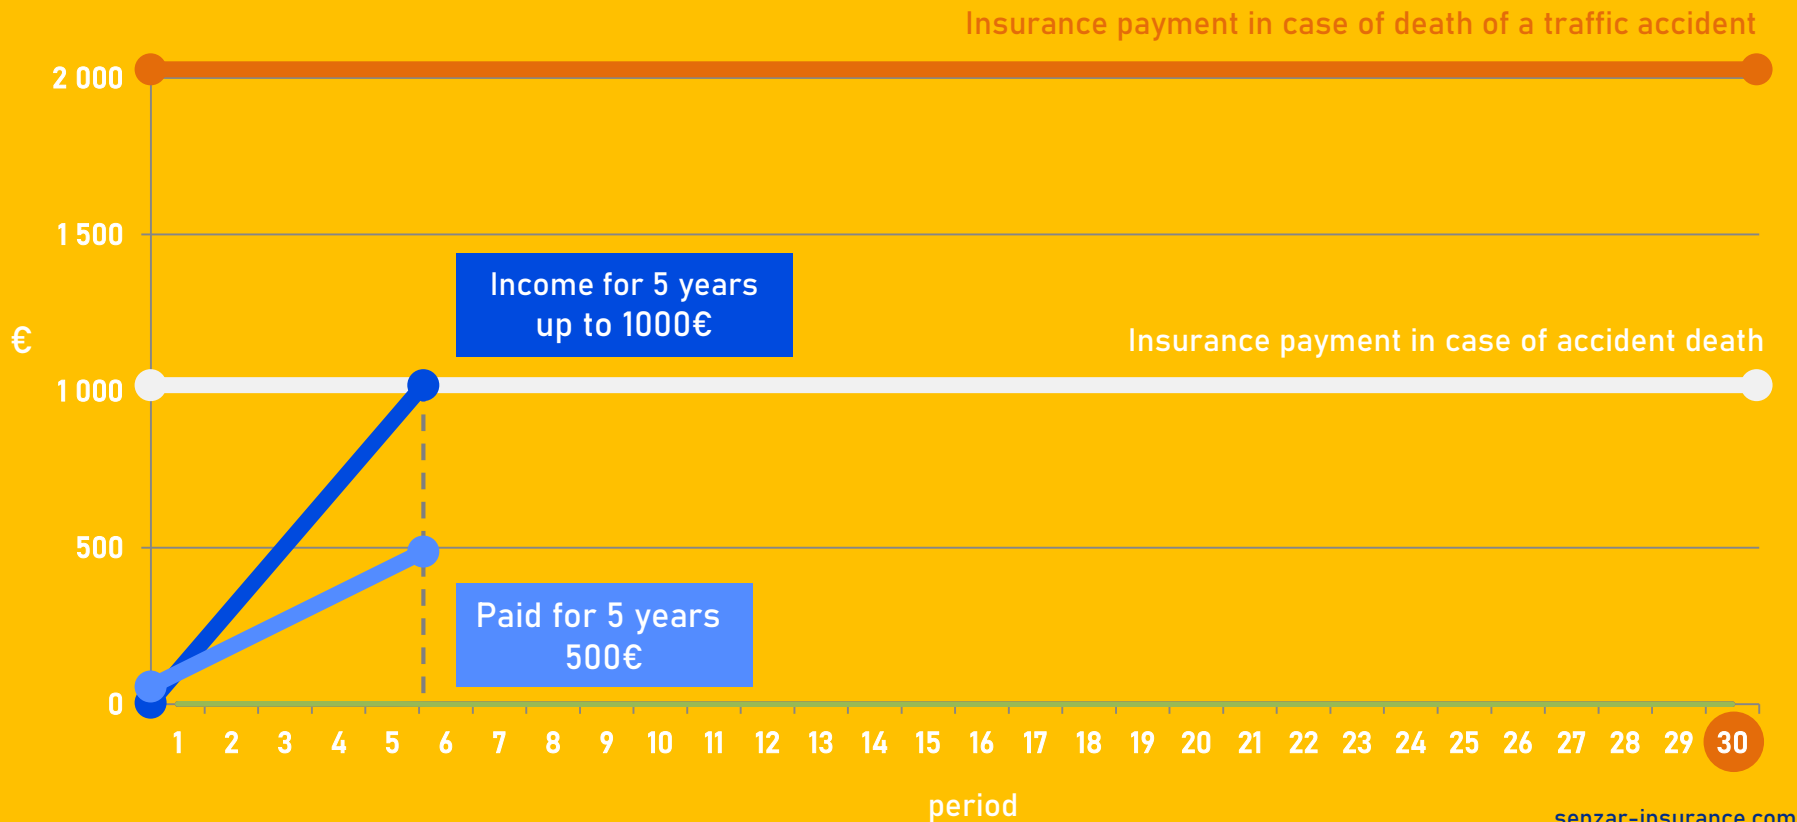 Insurance payment in case of death of a traffic accident
2 000
1 500
Income for 5 years
up to 1000€
€
Insurance payment in case of accident death
1 000
500
Paid for 5 years
500€
0
1 2 3 4 5 6 7 8 9 10 11 12 13 14 15 16 17 18 19 20 21 22 23 24 25 26 27 28 29 30
period
senzar-insurance.com